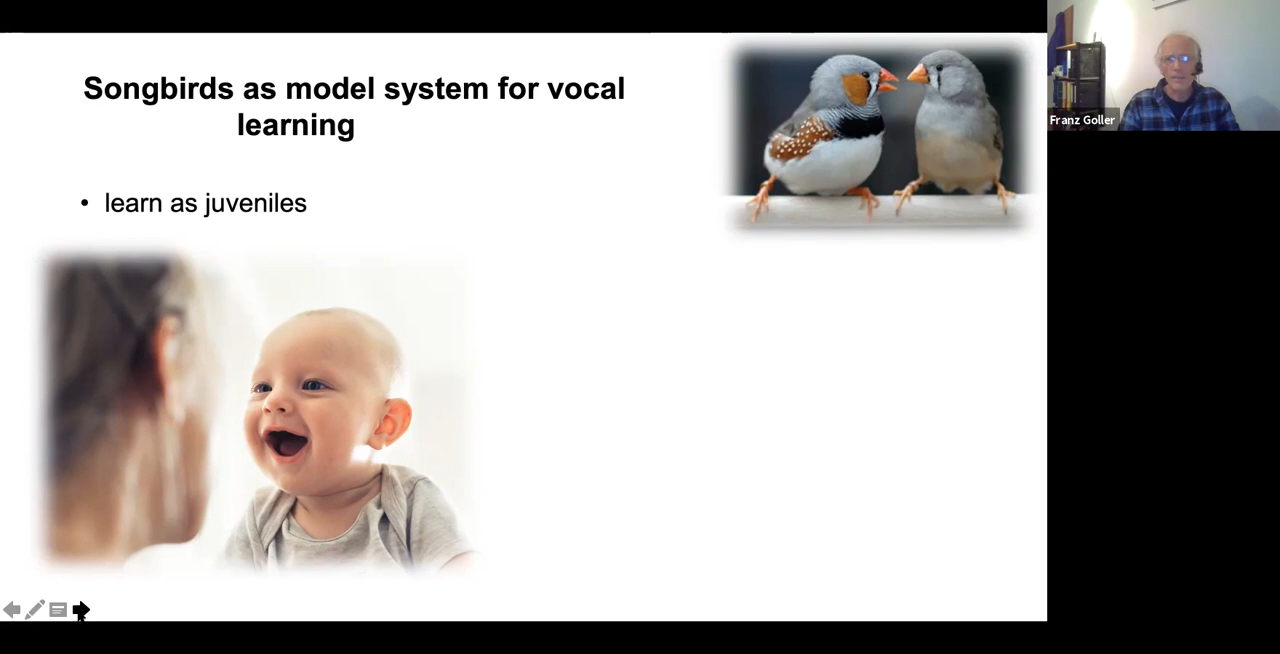 Songbirds as model system for vocal
learning
• learn as juveniles
Franz Goller